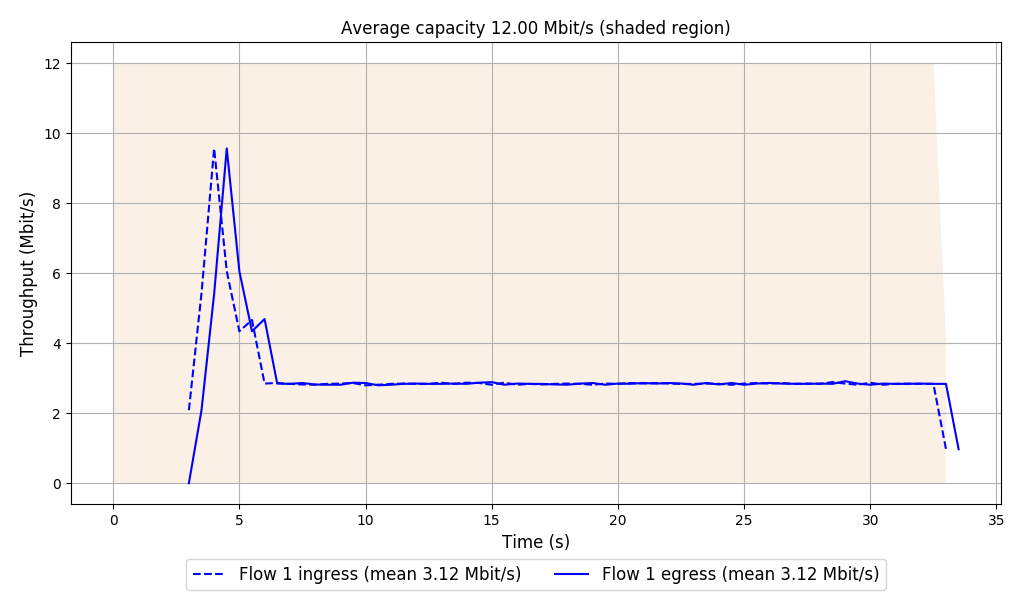 Average capacity 12.00 Mbit/s (shaded region)
12
10
8
6
4
2
0
Throughput (Mbit/s)
0 5 10 15 20 25 30 35
Time (s)
Flow 1 ingress (mean 3.12 Mbit/s) Flow 1 egress (mean 3.12 Mbit/s)